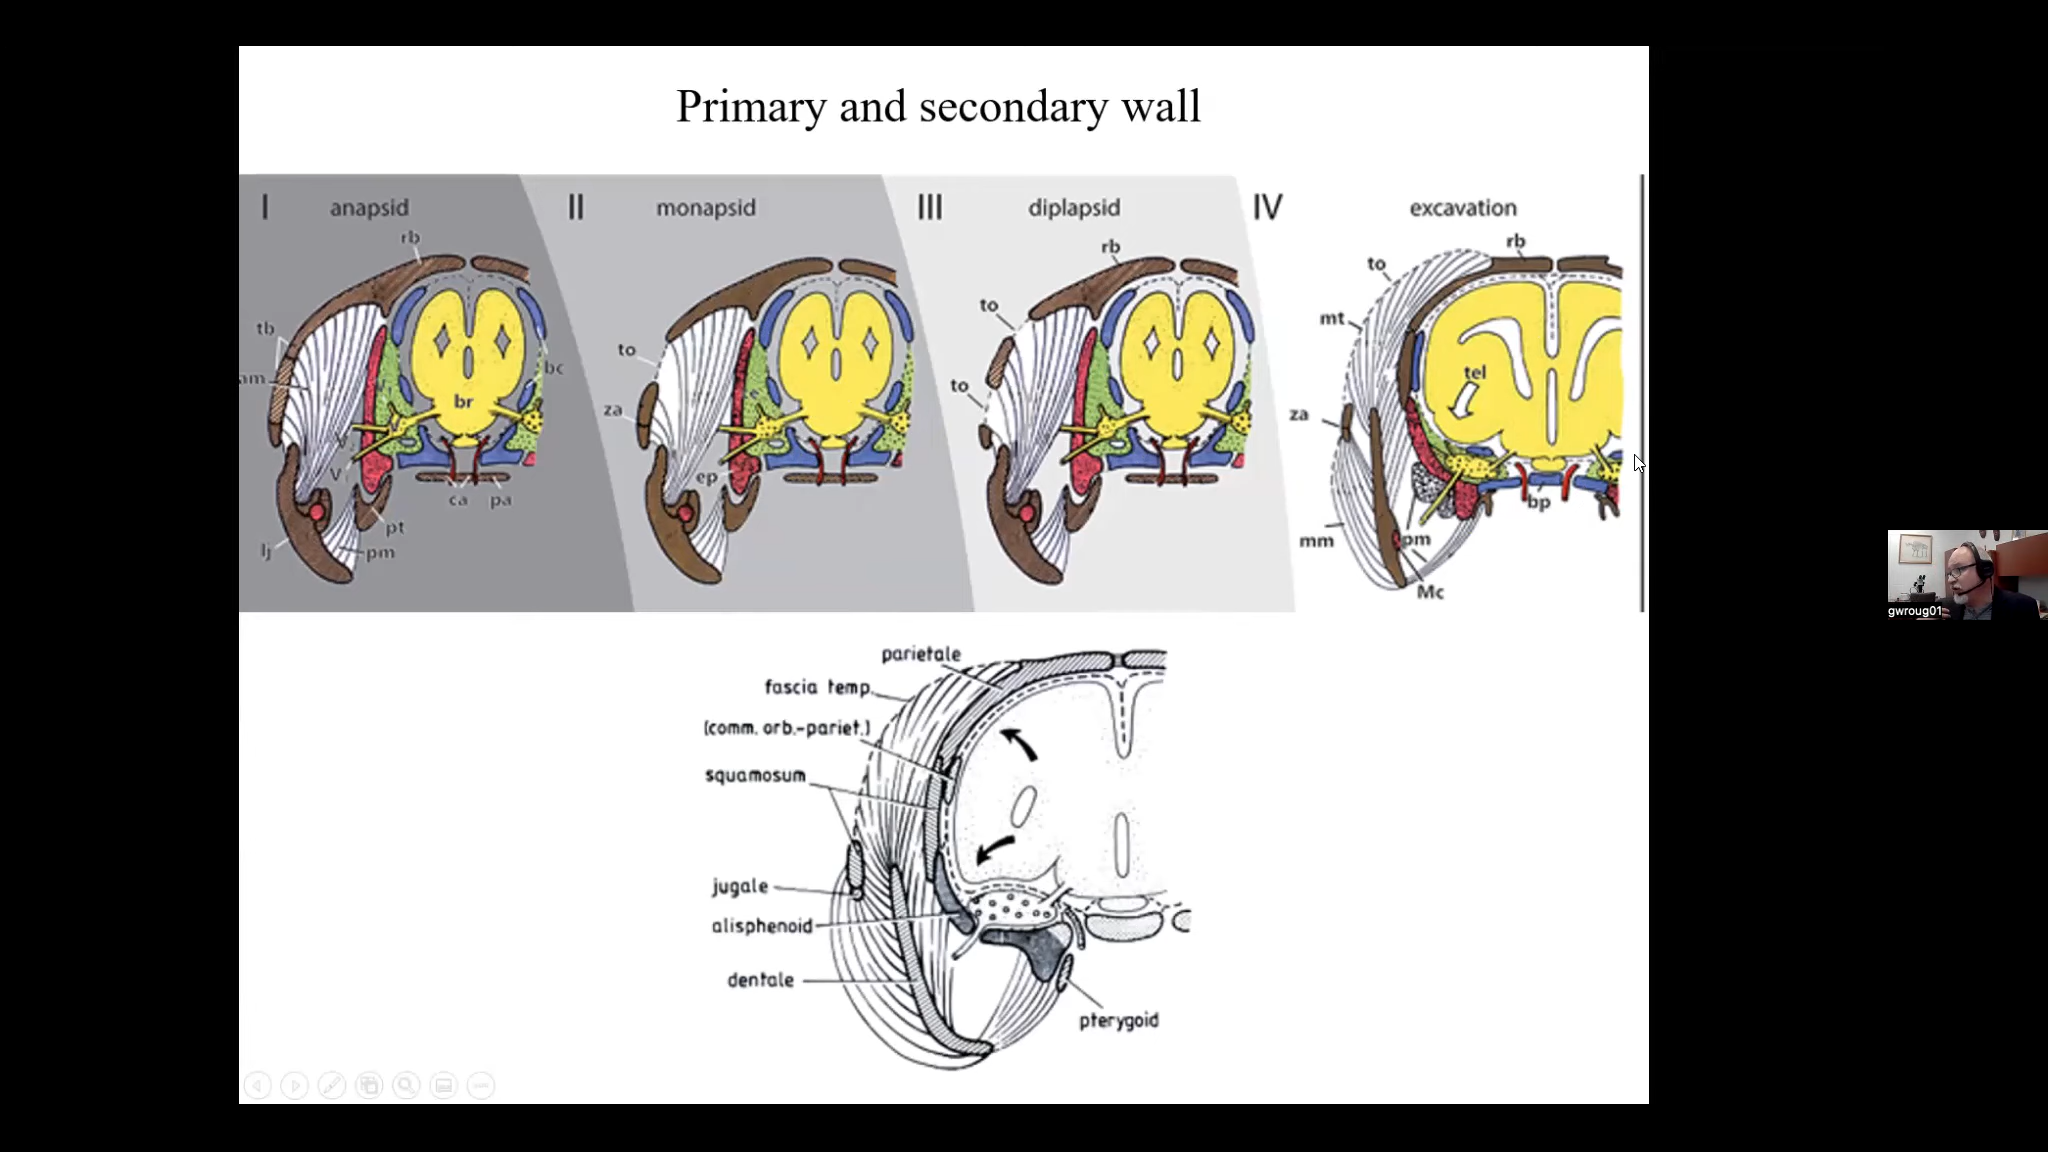 Primary and secondary wall
I anapsid
II monapsid
III diplapsid
IV excavation
rb
rb
rb
to
to
tb
to
mt
to
am
bc
tel
br
za
za
V
V
ep
ca
pa
bp
pt
lj
pm
mm
pm
Mc
parietale
fascia temp.
(comm. orb.-pariet.)
squamosum
jugale
alisphenoid
dentale
pterygoid
gwroug01